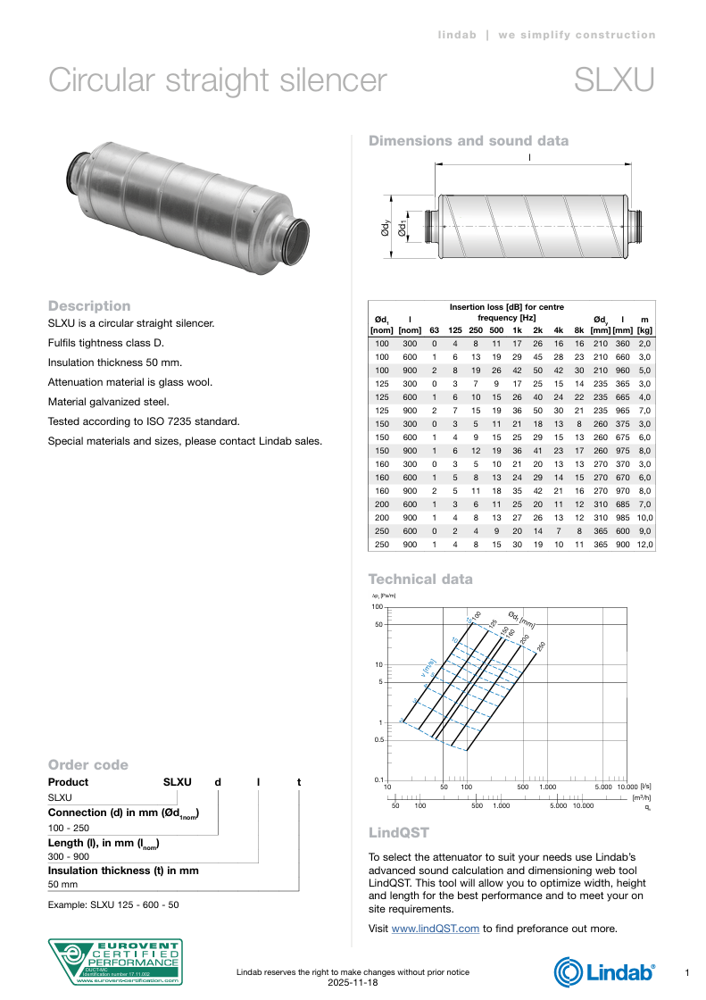 lindab | we simplify construction
Circular straight silencer SLXU
Description
SLXU is a circular straight silencer.
Fulfils tightness class D.
Insulation thickness 50 mm.
Attenuation material is glass wool.
Material galvanized steel.
Tested according to ISO 7235 standard.
Special materials and sizes, please contact Lindab sales.
Order code
Product SLXU d l t
SLXU
Connection (d) in mm (Ød1nom)
100 - 250
Length (l), in mm (lnom)
300 - 900
Insulation thickness (t) in mm
50 mm
Example: SLXU 125 - 600 - 50
Dimensions and sound data
l
Ødy
Ød1
Insertion loss [dB] for centre
frequency [Hz]
Ød1 l Ødy l m
[nom] [nom] 63 125 250 500 1k 2k 4k 8k [mm] [mm] [kg]
100 300 0 4 8 11 17 26 16 16 210 360 2,0
100 600 1 6 13 19 29 45 28 23 210 660 3,0
100 900 2 8 19 26 42 50 42 30 210 960 5,0
125 300 0 3 7 9 17 25 15 14 235 365 3,0
125 600 1 6 10 15 26 40 24 22 235 665 4,0
125 900 2 7 15 19 36 50 30 21 235 965 7,0
150 300 0 3 5 11 21 18 13 8 260 375 3,0
150 600 1 4 9 15 25 29 15 13 260 675 6,0
150 900 1 6 12 19 36 41 23 17 260 975 8,0
160 300 0 3 5 10 21 20 13 13 270 370 3,0
160 600 1 5 8 13 24 29 14 15 270 670 6,0
160 900 2 5 11 18 35 42 21 16 270 970 8,0
200 600 1 3 6 11 25 20 11 12 310 685 7,0
200 900 1 4 8 13 27 26 13 12 310 985 10,0
250 600 0 2 4 9 20 14 7 8 365 600 9,0
250 900 1 4 8 15 30 19 10 11 365 900 12,0
Technical data
Δpt [Pa/m]
100
50
10
5
1
0.5
0.1
Ød1 [mm]
100
125
150
160
200
250
v [m/s]
10
10 50 100 500 1.000 5.000 10.000 [l/s]
[m³/h]
50 100 500 1.000 5.000 10.000 qv
LindQST
To select the attenuator to suit your needs use Lindab's
advanced sound calculation and dimensioning web tool
LindQST. This tool will allow you to optimize width, height
and length for the best performance and to meet your on
site requirements.
Visit www.lindQST.com to find preforance out more.
EUROVENT
CERTIFIED
PERFORMANCE
DUCT-MC
Identification number 17.11.002
www.eurovent-certification.com
Lindab reserves the right to make changes without prior notice
2025-11-18
Lindab®
1